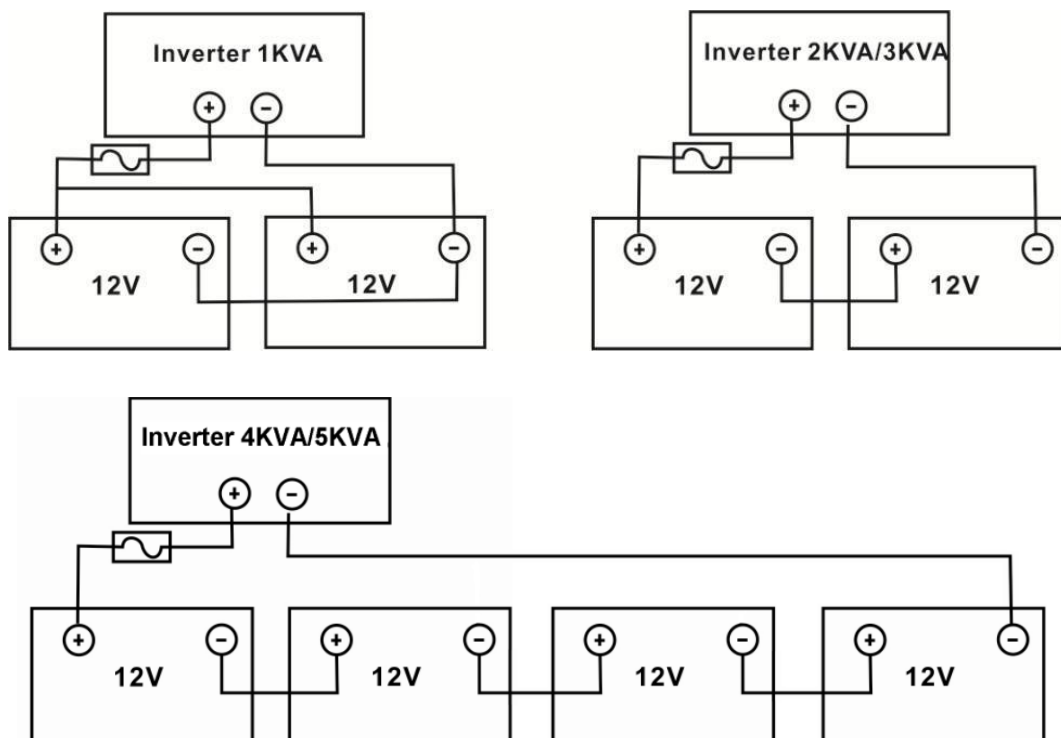 Inverter 1KVA
+ −
+ − + −
12V 12V
Inverter 2KVA/3KVA
+ −
+ − + −
12V 12V
Inverter 4KVA/5KVA
+ −
+ − + − + − + −
12V 12V 12V 12V